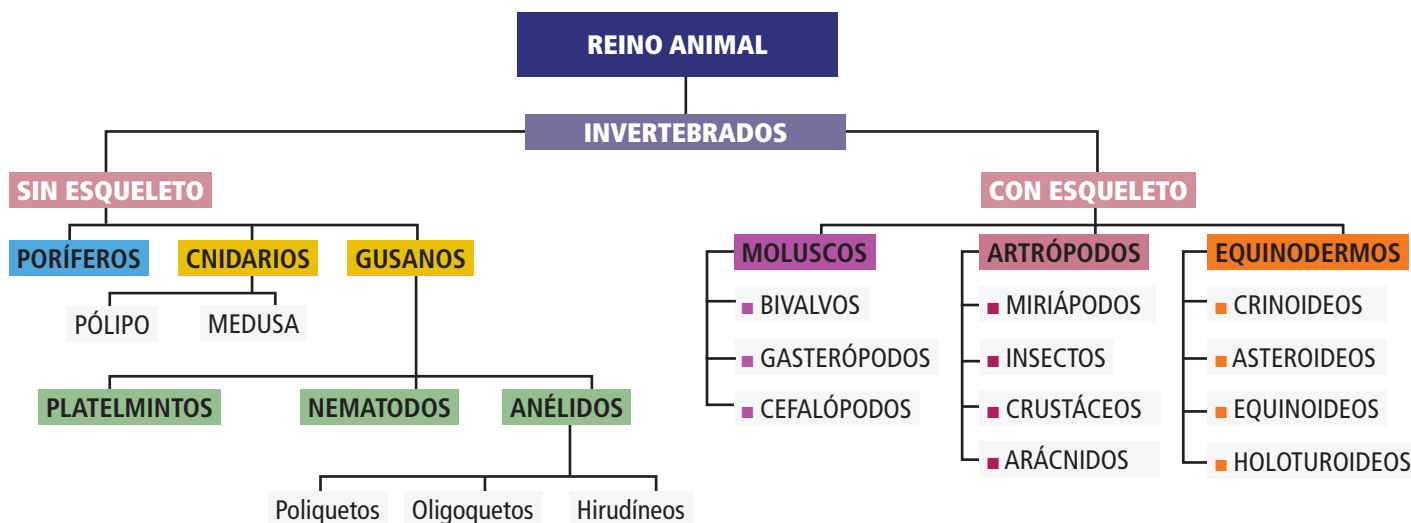 REINO ANIMAL
INVERTEBRADOS
SIN ESQUELETO
CON ESQUELETO
PORÍFEROS
CNIDARIOS
GUSANOS
PÓLIPO
MEDUSA
PLATELMINTOS
NEMATODOS
ANÉLIDOS
Poliquetos
Oligoquetos
Hirudíneos
MOLUSCOS
BIVALVOS
GASTERÓPODOS
CEFALÓPODOS
ARTRÓPODOS
MIRIÁPODOS
INSECTOS
CRUSTÁCEOS
ARÁCNIDOS
EQUINODERMOS
CRINOIDEOS
ASTEROIDEOS
EQUINOIDEOS
HOLOTUROIDEOS